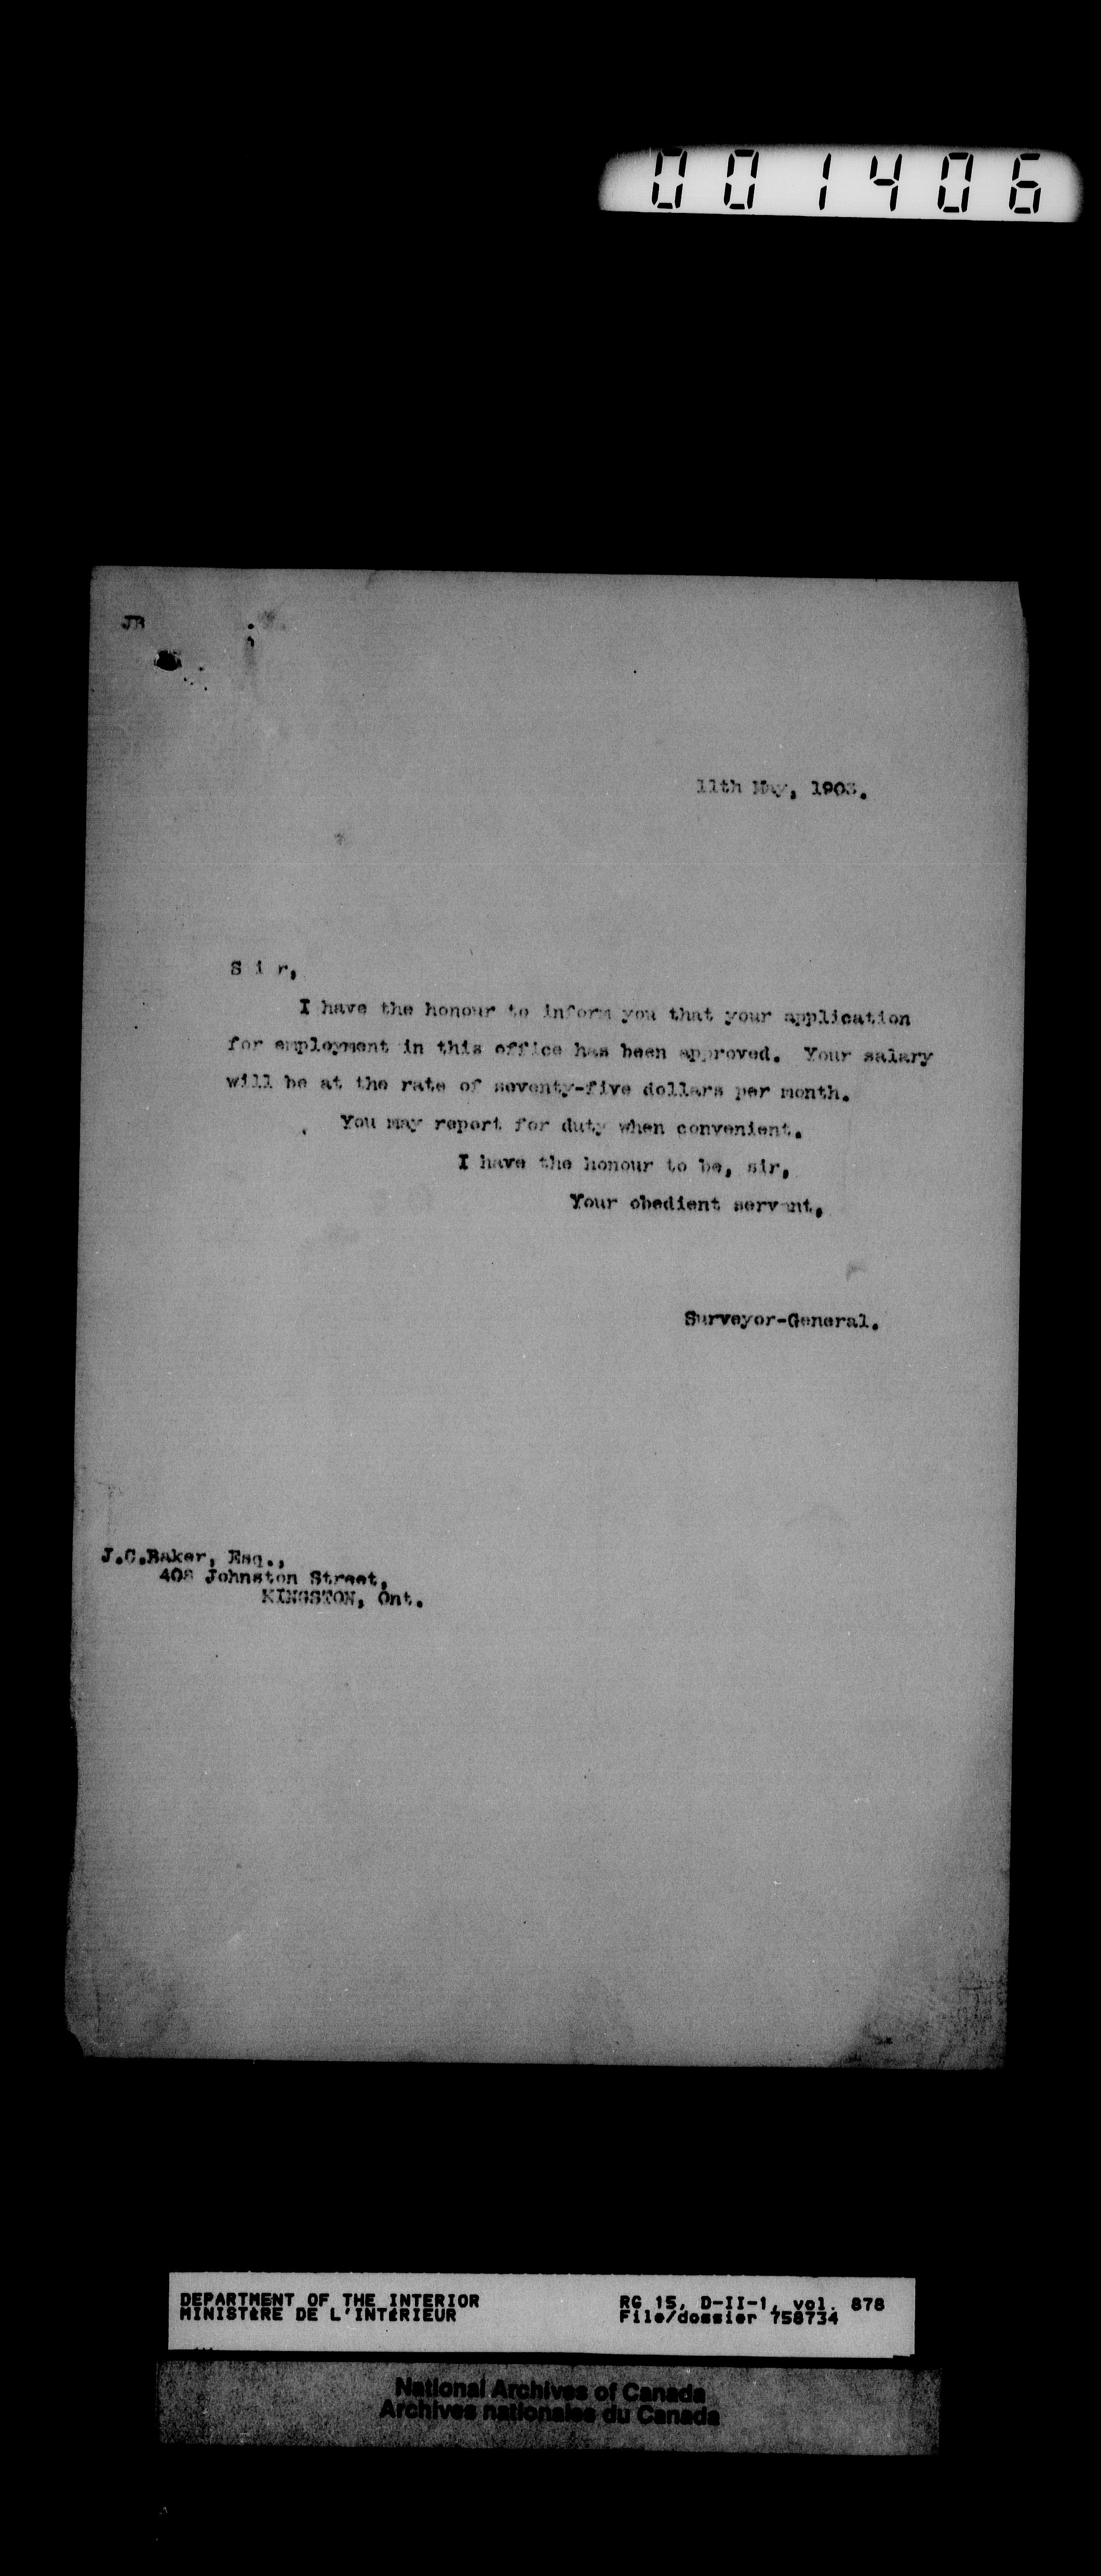 001406
JB
11th May, 1903.
S i r,
I have the honour to inform you that your application
for employment in this office has been approved. Your salary
will be at the rate of seventy-five dollars per month.
You may report for duty when convenient.
I have the honour to be, sir,
Your obedient servant,
Surveyor-General.
J.C.Baker, Esq.,
408 Johnston Street,
KINGSTON, Ont.
DEPARTMENT OF THE INTERIOR
MINISTÈRE DE L'INTÉRIEUR
RG 15, D-II-1, vol. 878
File/dossier 758734
National Archives of Canada
Archives nationales du Canada